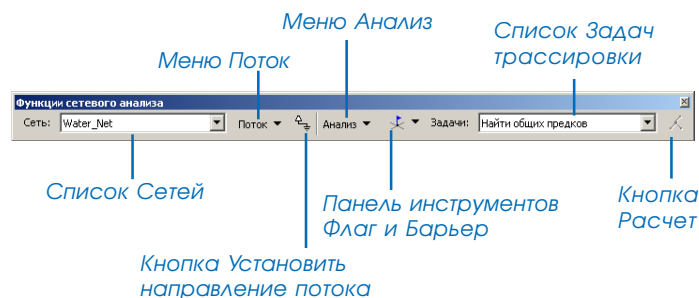 Меню Анализ
Список Задач
трассировки
Меню Поток
Функции сетевого анализа
Сеть: Water_Net Поток Анализ Задачи: Найти общих предков
Список Сетей
Панель инструментов
Флаг и Барьер
Кнопка
Расчет
Кнопка Установить
направление потока